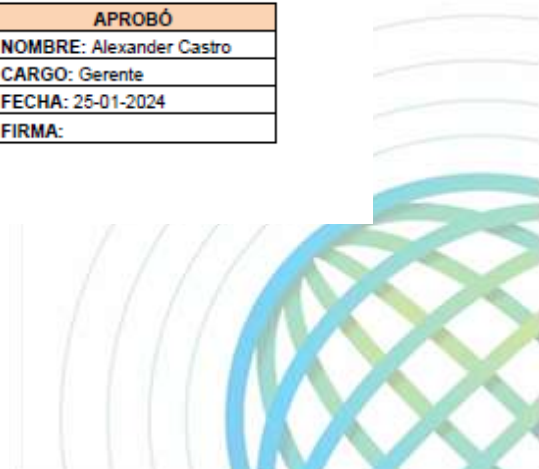 APROBÓ
NOMBRE: Alexander Castro
CARGO: Gerente
FECHA: 25-01-2024
FIRMA: